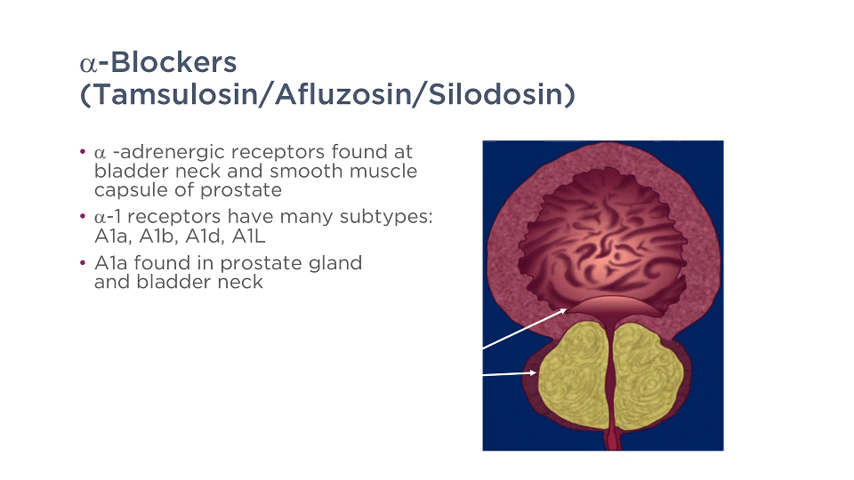 α-Blockers
(Tamsulosin/Afluzosin/Silodosin)
• α -adrenergic receptors found at
bladder neck and smooth muscle
capsule of prostate
• α-1 receptors have many subtypes:
A1a, A1b, A1d, A1L
• A1a found in prostate gland
and bladder neck